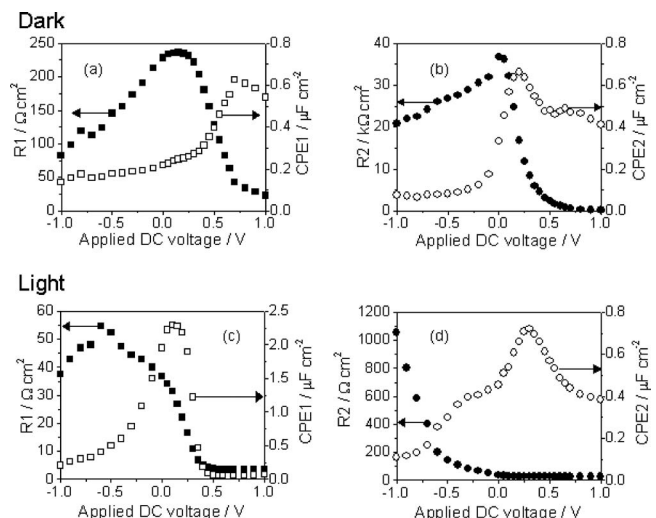 Dark
(a)
R1 / Ω cm²
250
200
150
100
50
0
CPE1 / µF cm⁻²
0.8
0.6
0.4
0.2
0.0
-1.0 -0.5 0.0 0.5 1.0
Applied DC voltage / V
(b)
R2 / kΩ cm²
40
30
20
10
0
CPE2 / µF cm⁻²
0.8
0.6
0.4
0.2
0.0
-1.0 -0.5 0.0 0.5 1.0
Applied DC voltage / V
Light
(c)
R1 / Ω cm²
60
50
40
30
20
10
0
CPE1 / µF cm⁻²
2.5
2.0
1.5
1.0
0.5
0.0
-1.0 -0.5 0.0 0.5 1.0
Applied DC voltage / V
(d)
R2 / Ω cm²
1200
1000
800
600
400
200
0
CPE2 / µF cm⁻²
0.8
0.6
0.4
0.2
0.0
-1.0 -0.5 0.0 0.5 1.0
Applied DC voltage / V